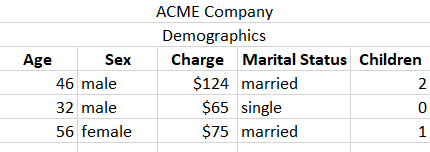 ACME Company
Demographics
Age Sex Charge Marital Status Children
46 male $124 married 2
32 male $65 single 0
56 female $75 married 1